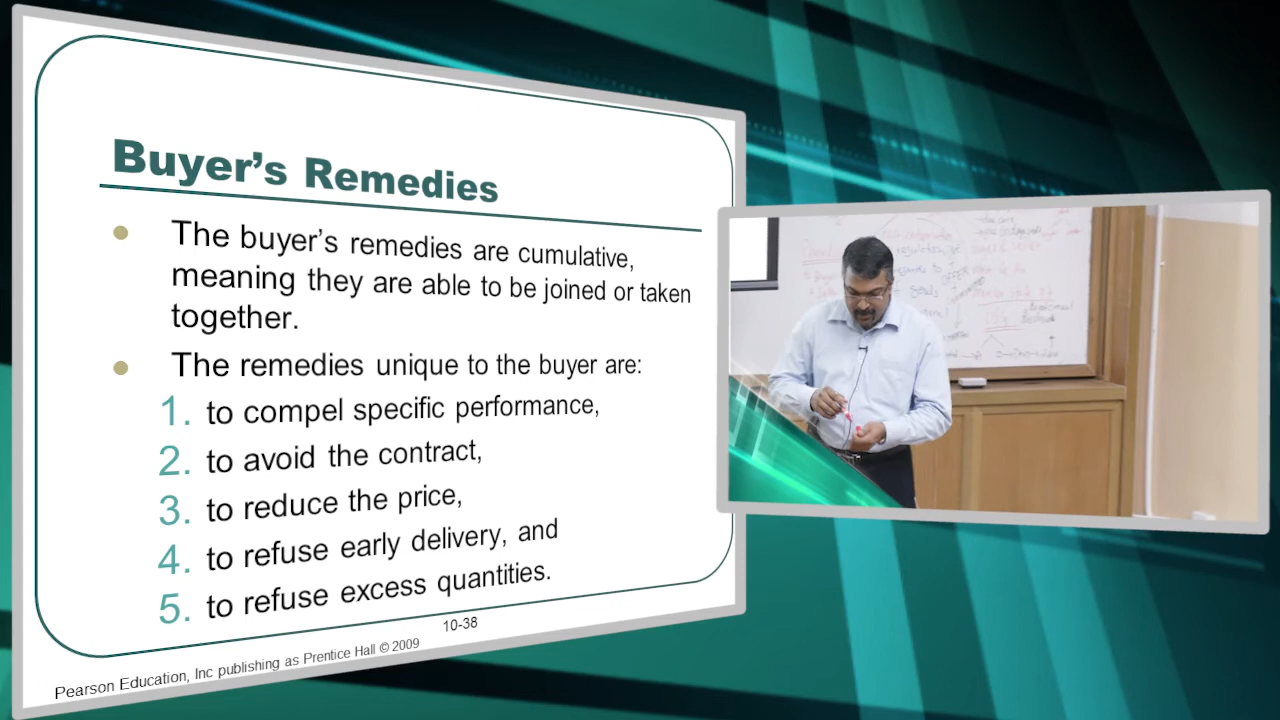 Buyer's Remedies
The buyer's remedies are cumulative,
meaning they are able to be joined or taken
together.
The remedies unique to the buyer are:
1. to compel specific performance,
2. to avoid the contract,
3. to reduce the price,
4. to refuse early delivery, and
5. to refuse excess quantities.
10-38
Pearson Education, Inc publishing as Prentice Hall © 2009